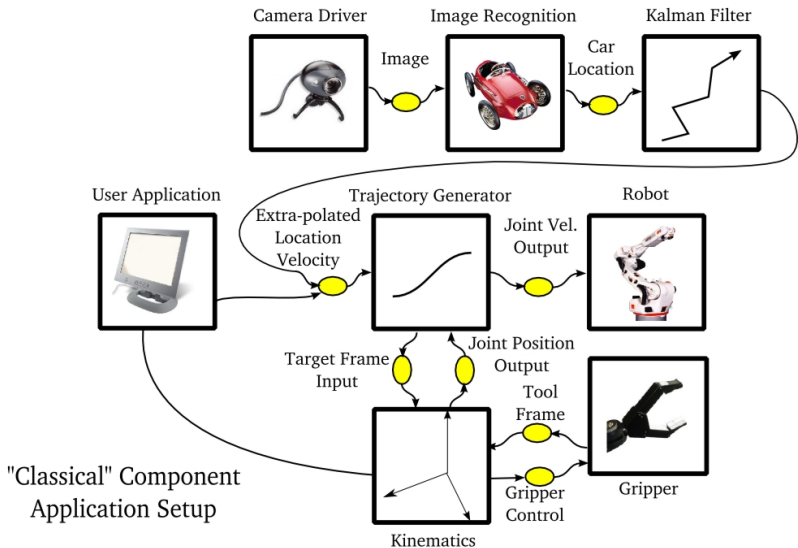 Camera Driver
Image Recognition
Kalman Filter
Image
Car
Location
User Application
Trajectory Generator
Robot
Extra-polated
Location
Velocity
Joint Vel.
Output
Target Frame
Input
Joint Position
Output
Tool
Frame
Gripper
Control
Gripper
Kinematics
"Classical" Component
Application Setup